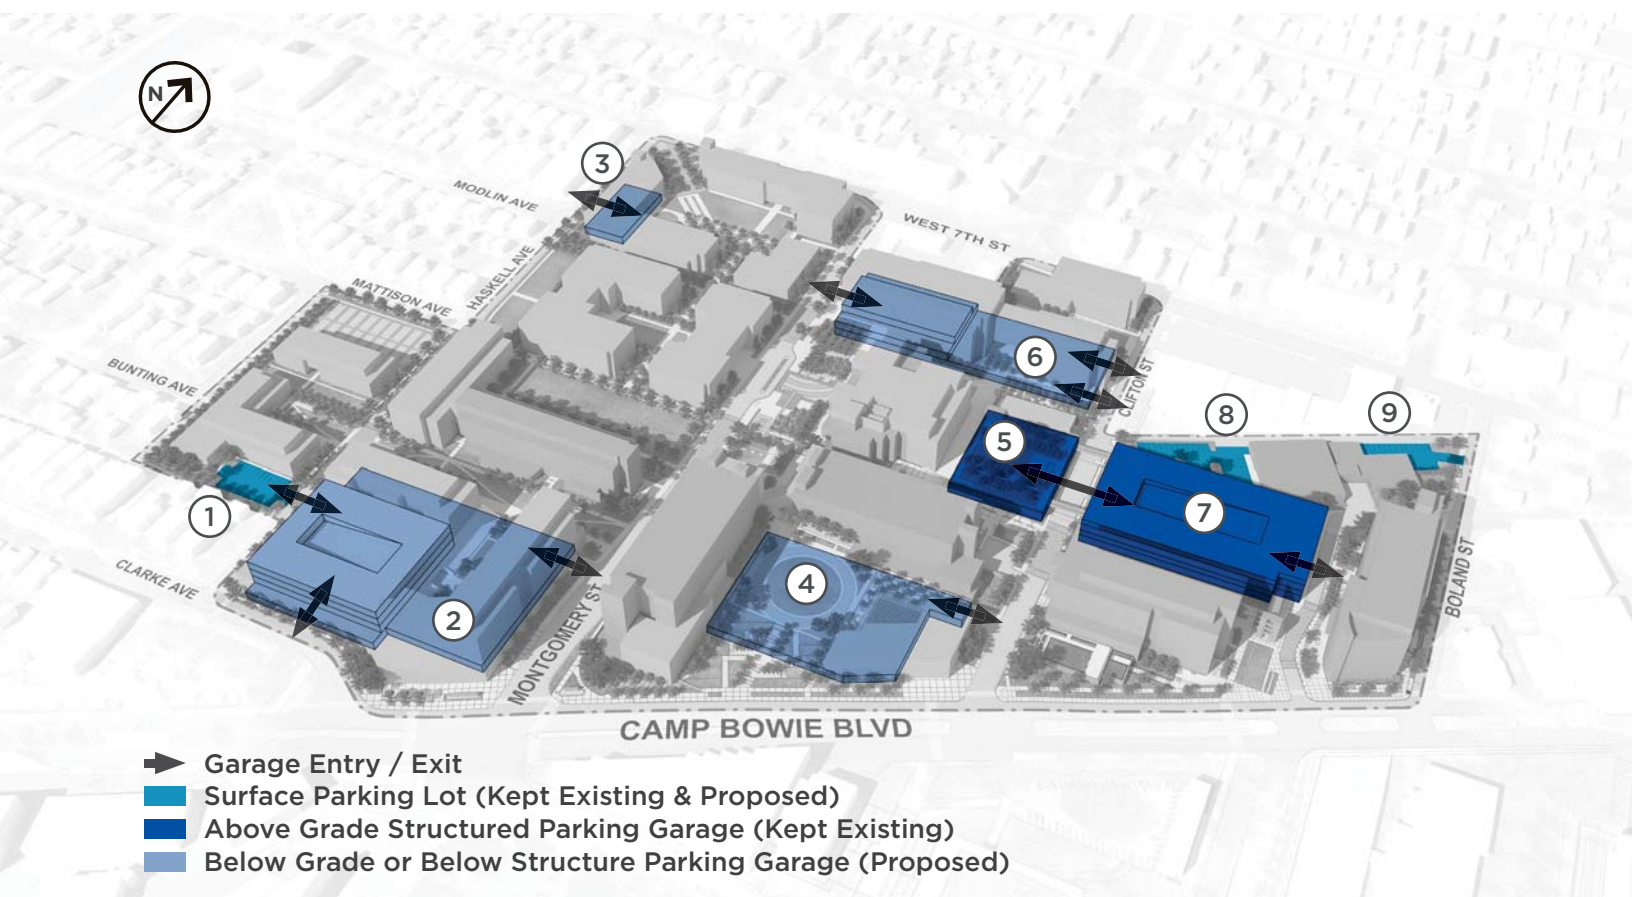 N
3
MODLIN AVE
WEST 7TH ST
HASKELL AVE
MATTISON AVE
6
BUNTING AVE
CLIFTON ST
8
9
5
1
7
CLARKE AVE
4
2
BOLAND ST
MONTGOMERY ST
CAMP BOWIE BLVD
Garage Entry / Exit
Surface Parking Lot (Kept Existing & Proposed)
Above Grade Structured Parking Garage (Kept Existing)
Below Grade or Below Structure Parking Garage (Proposed)